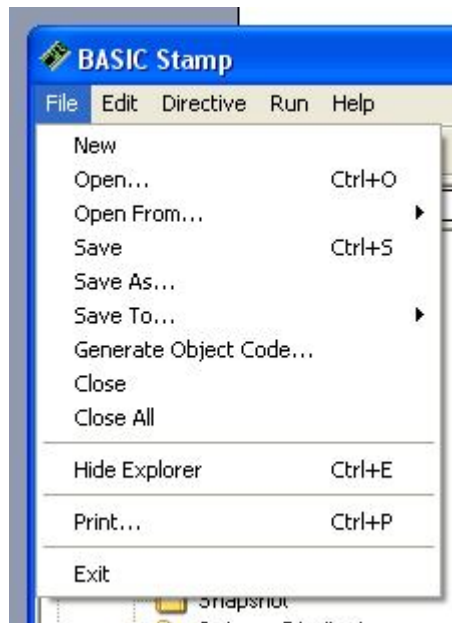 BASIC Stamp
File Edit Directive Run Help
New
Open... Ctrl+O
Open From...
Save Ctrl+S
Save As...
Save To...
Generate Object Code...
Close
Close All
Hide Explorer Ctrl+E
Print... Ctrl+P
Exit
Snapshot